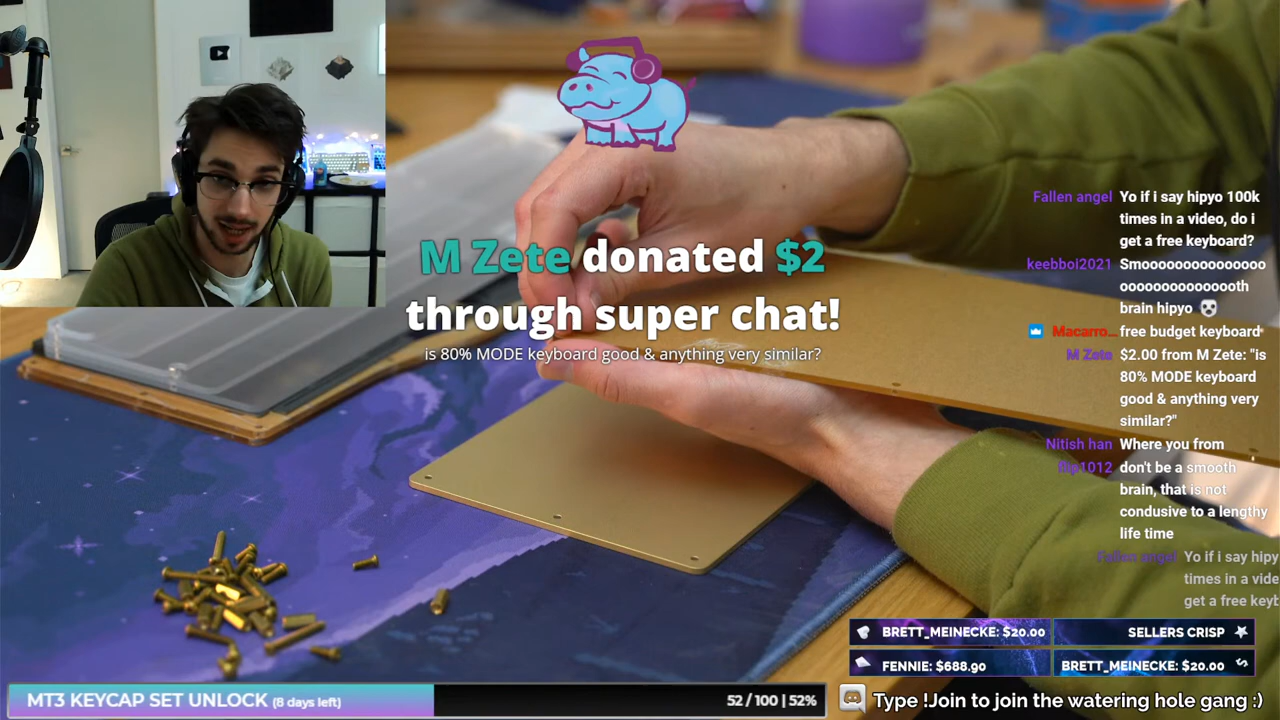 M Zete donated $2
through super chat!
is 80% MODE keyboard good & anything very similar?
Fallen angel Yo if i say hipyo 100k
times in a video, do i
get a free keyboard?
keebboi2021 Smooooooooooooooo
ooooooooooooooth
brain hipyo
Macarro... free budget keyboard
M Zete $2.00 from M Zete: "is
80% MODE keyboard
good & anything very
similar?"
Nitish han Where you from
flip1012 don't be a smooth
brain, that is not
condusive to a lengthy
life time
Fallen angel Yo if i say hipy
times in a vide
get a free keyb
BRETT_MEINECKE: $20.00
SELLERS CRISP
FENNIE: $688.90
BRETT_MEINECKE: $20.00
MT3 KEYCAP SET UNLOCK (8 days left)
52 / 100 | 52%
Type !Join to join the watering hole gang :)